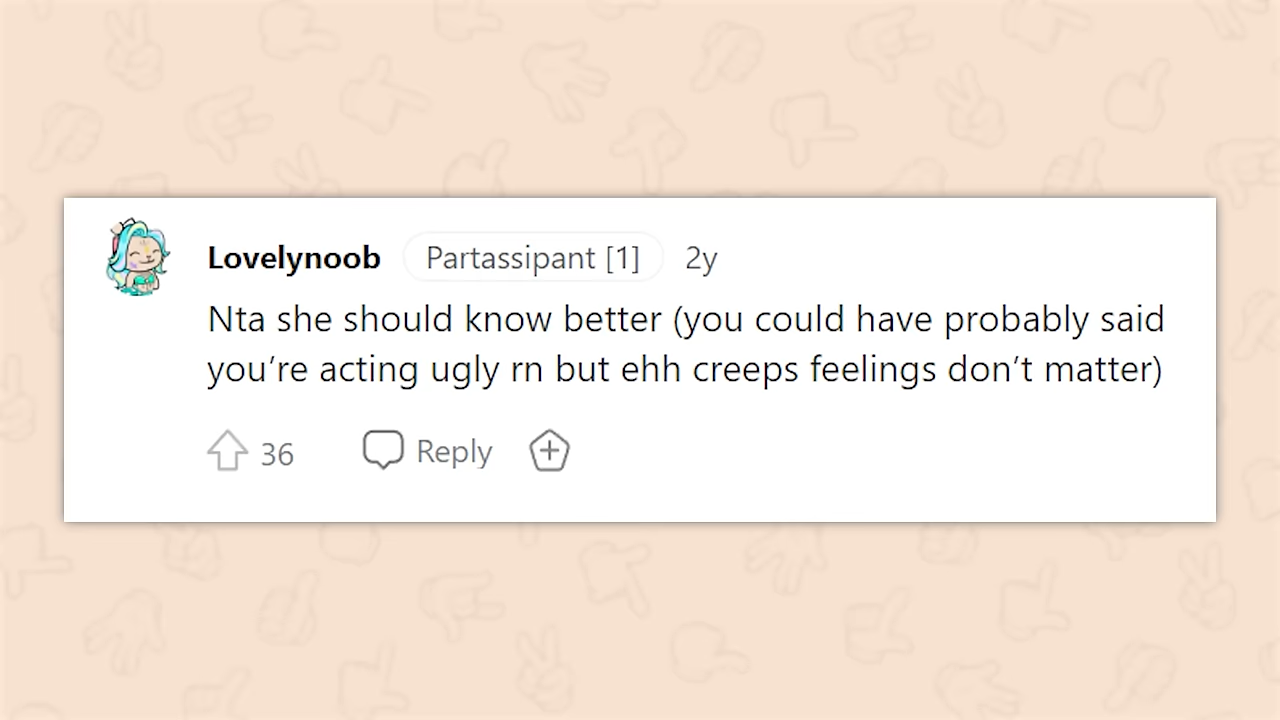 Lovelynoob Partassipant [1] 2y
Nta she should know better (you could have probably said
you’re acting ugly rn but ehh creeps feelings don’t matter)
36 Reply